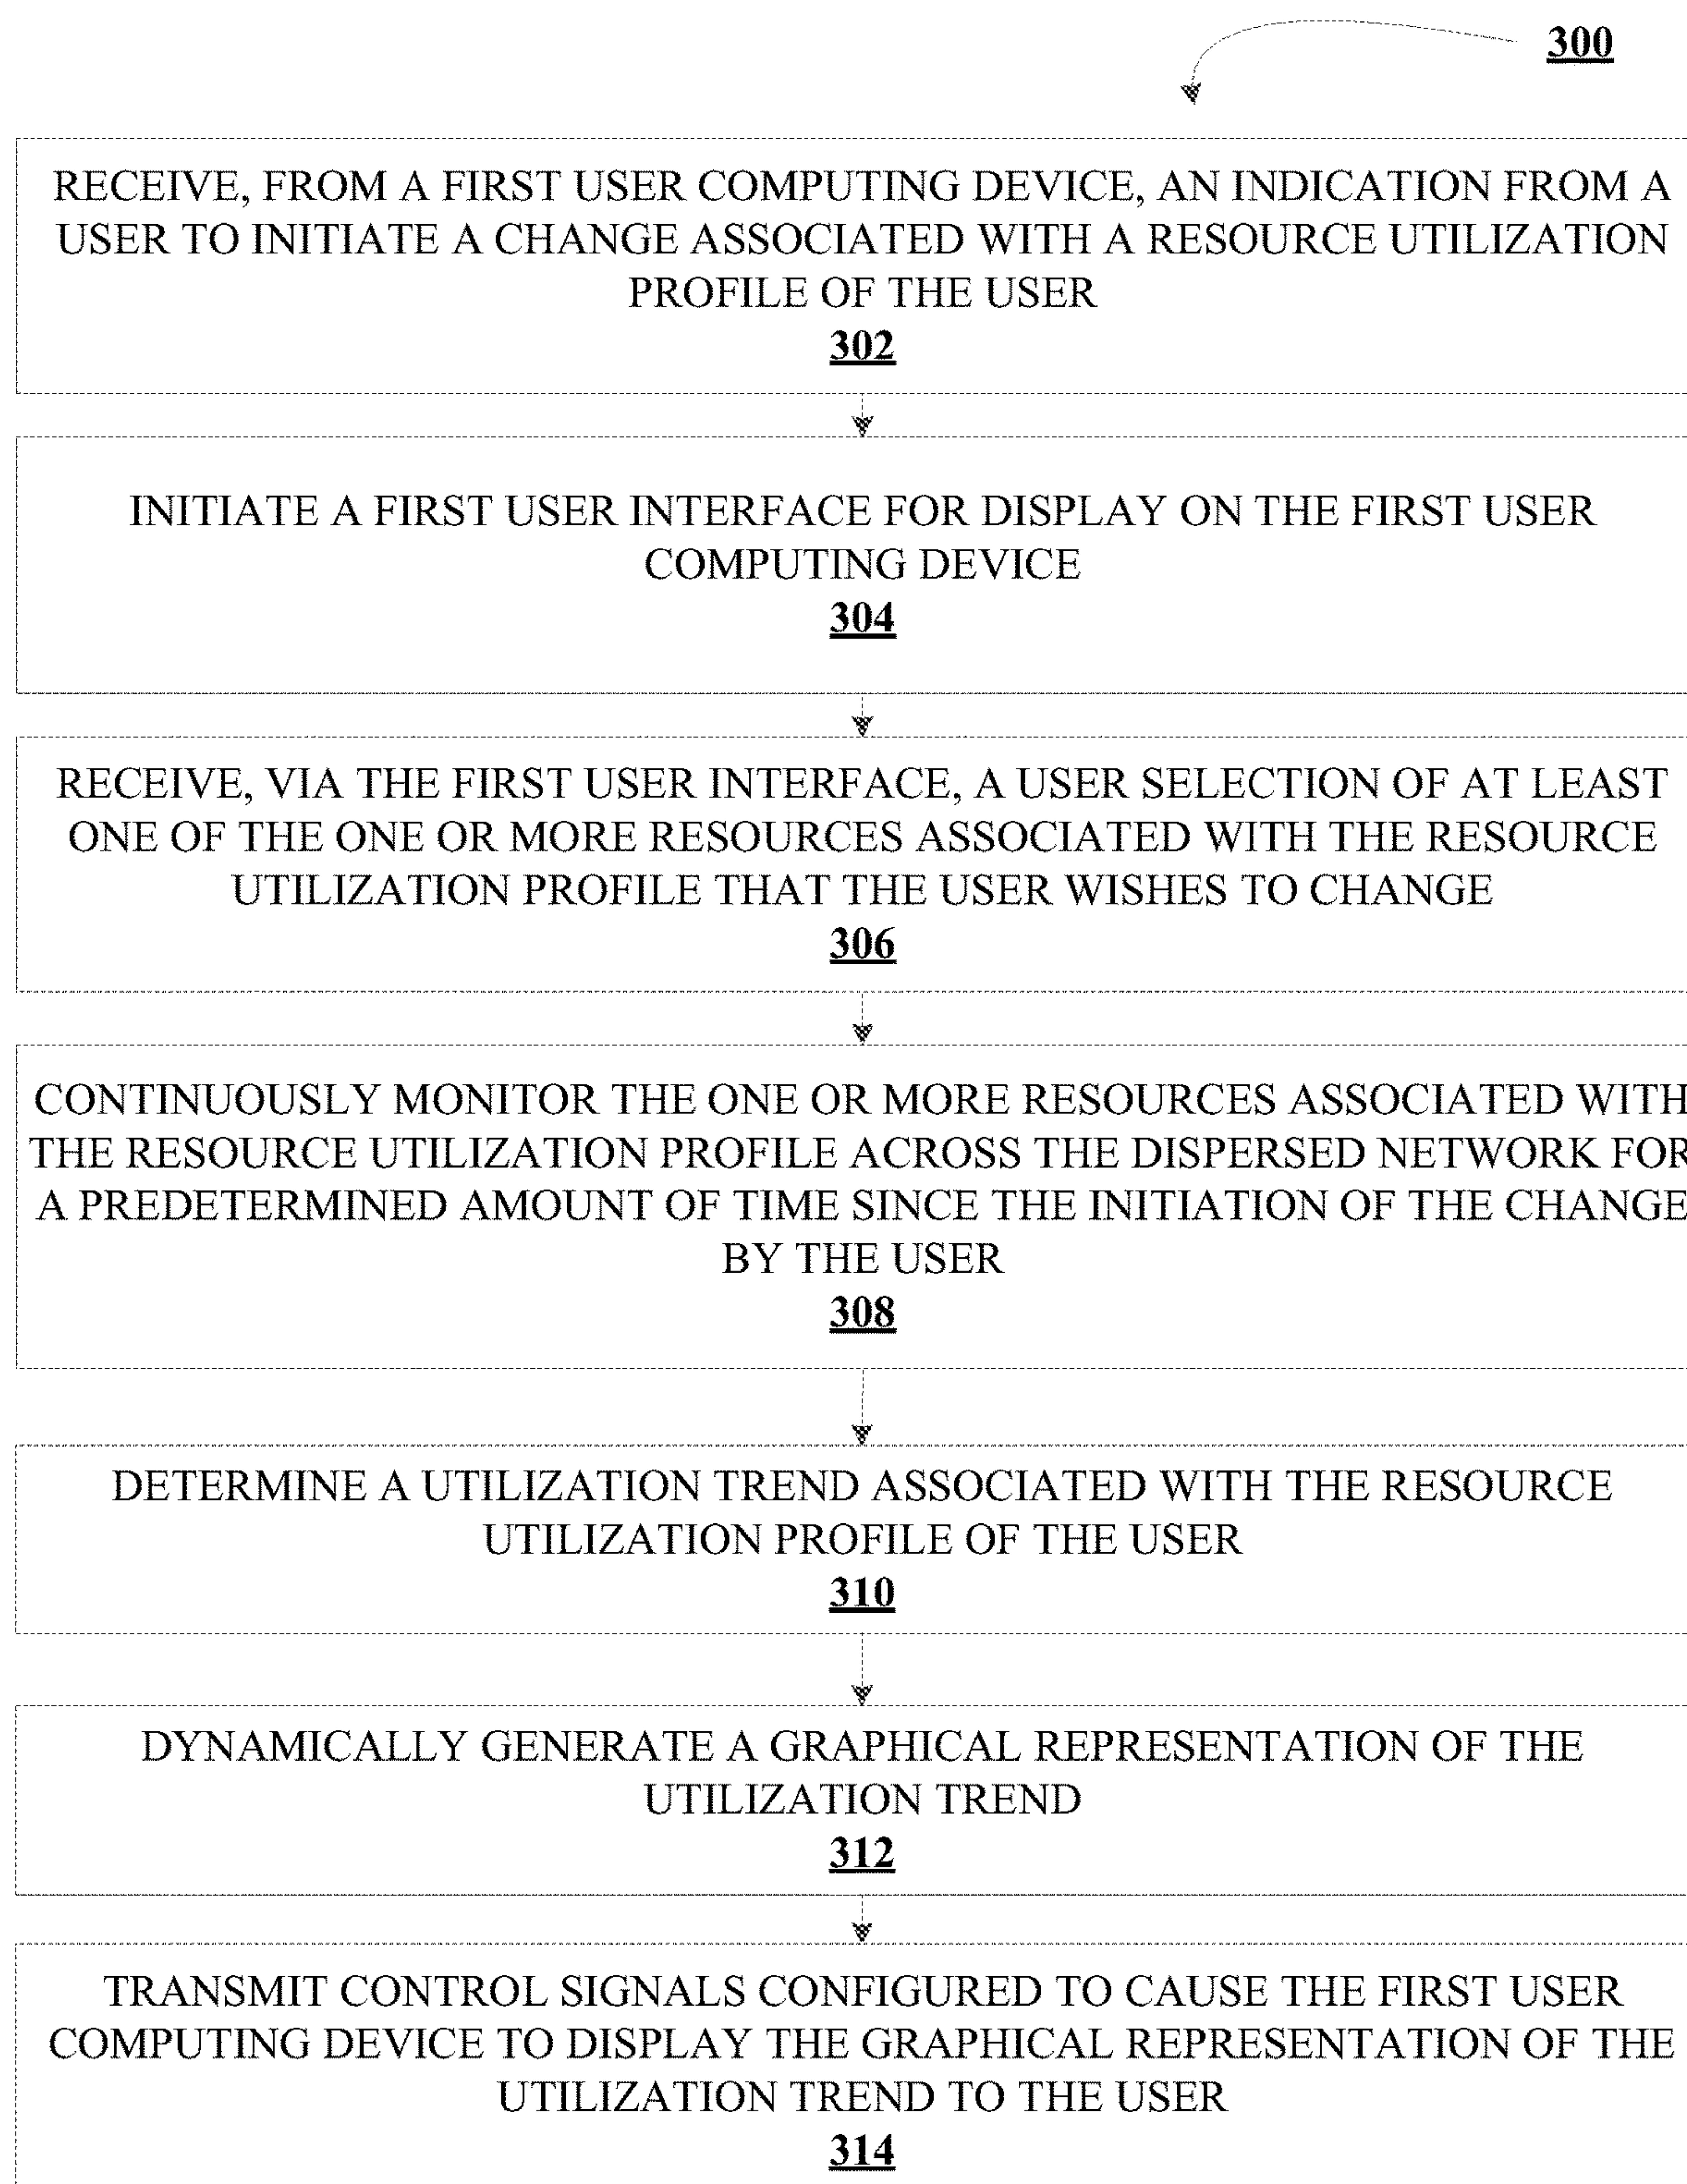 300
RECEIVE, FROM A FIRST USER COMPUTING DEVICE, AN INDICATION FROM A
USER TO INITIATE A CHANGE ASSOCIATED WITH A RESOURCE UTILIZATION
PROFILE OF THE USER
302
INITIATE A FIRST USER INTERFACE FOR DISPLAY ON THE FIRST USER
COMPUTING DEVICE
304
RECEIVE, VIA THE FIRST USER INTERFACE, A USER SELECTION OF AT LEAST
ONE OF THE ONE OR MORE RESOURCES ASSOCIATED WITH THE RESOURCE
UTILIZATION PROFILE THAT THE USER WISHES TO CHANGE
306
CONTINUOUSLY MONITOR THE ONE OR MORE RESOURCES ASSOCIATED WITH
THE RESOURCE UTILIZATION PROFILE ACROSS THE DISPERSED NETWORK FOR
A PREDETERMINED AMOUNT OF TIME SINCE THE INITIATION OF THE CHANGE
BY THE USER
308
DETERMINE A UTILIZATION TREND ASSOCIATED WITH THE RESOURCE
UTILIZATION PROFILE OF THE USER
310
DYNAMICALLY GENERATE A GRAPHICAL REPRESENTATION OF THE
UTILIZATION TREND
312
TRANSMIT CONTROL SIGNALS CONFIGURED TO CAUSE THE FIRST USER
COMPUTING DEVICE TO DISPLAY THE GRAPHICAL REPRESENTATION OF THE
UTILIZATION TREND TO THE USER
314